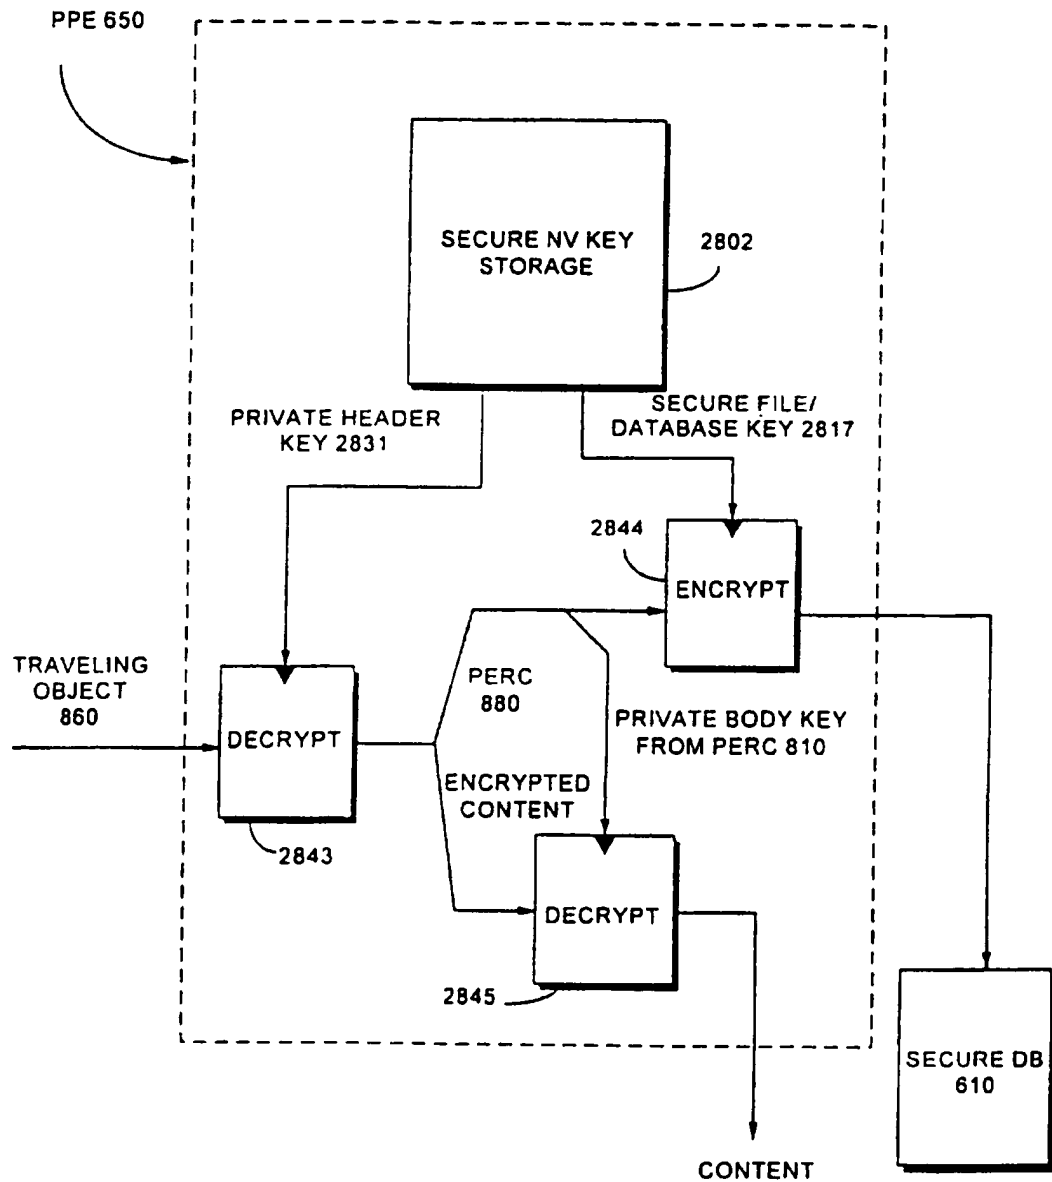 PPE 650
SECURE NV KEY
STORAGE
2802
PRIVATE HEADER
KEY 2831
SECURE FILE/
DATABASE KEY 2817
2844
ENCRYPT
TRAVELING
OBJECT
860
DECRYPT
PERC
880
PRIVATE BODY KEY
FROM PERC 810
ENCRYPTED
CONTENT
2843
DECRYPT
2845
SECURE DB
610
CONTENT